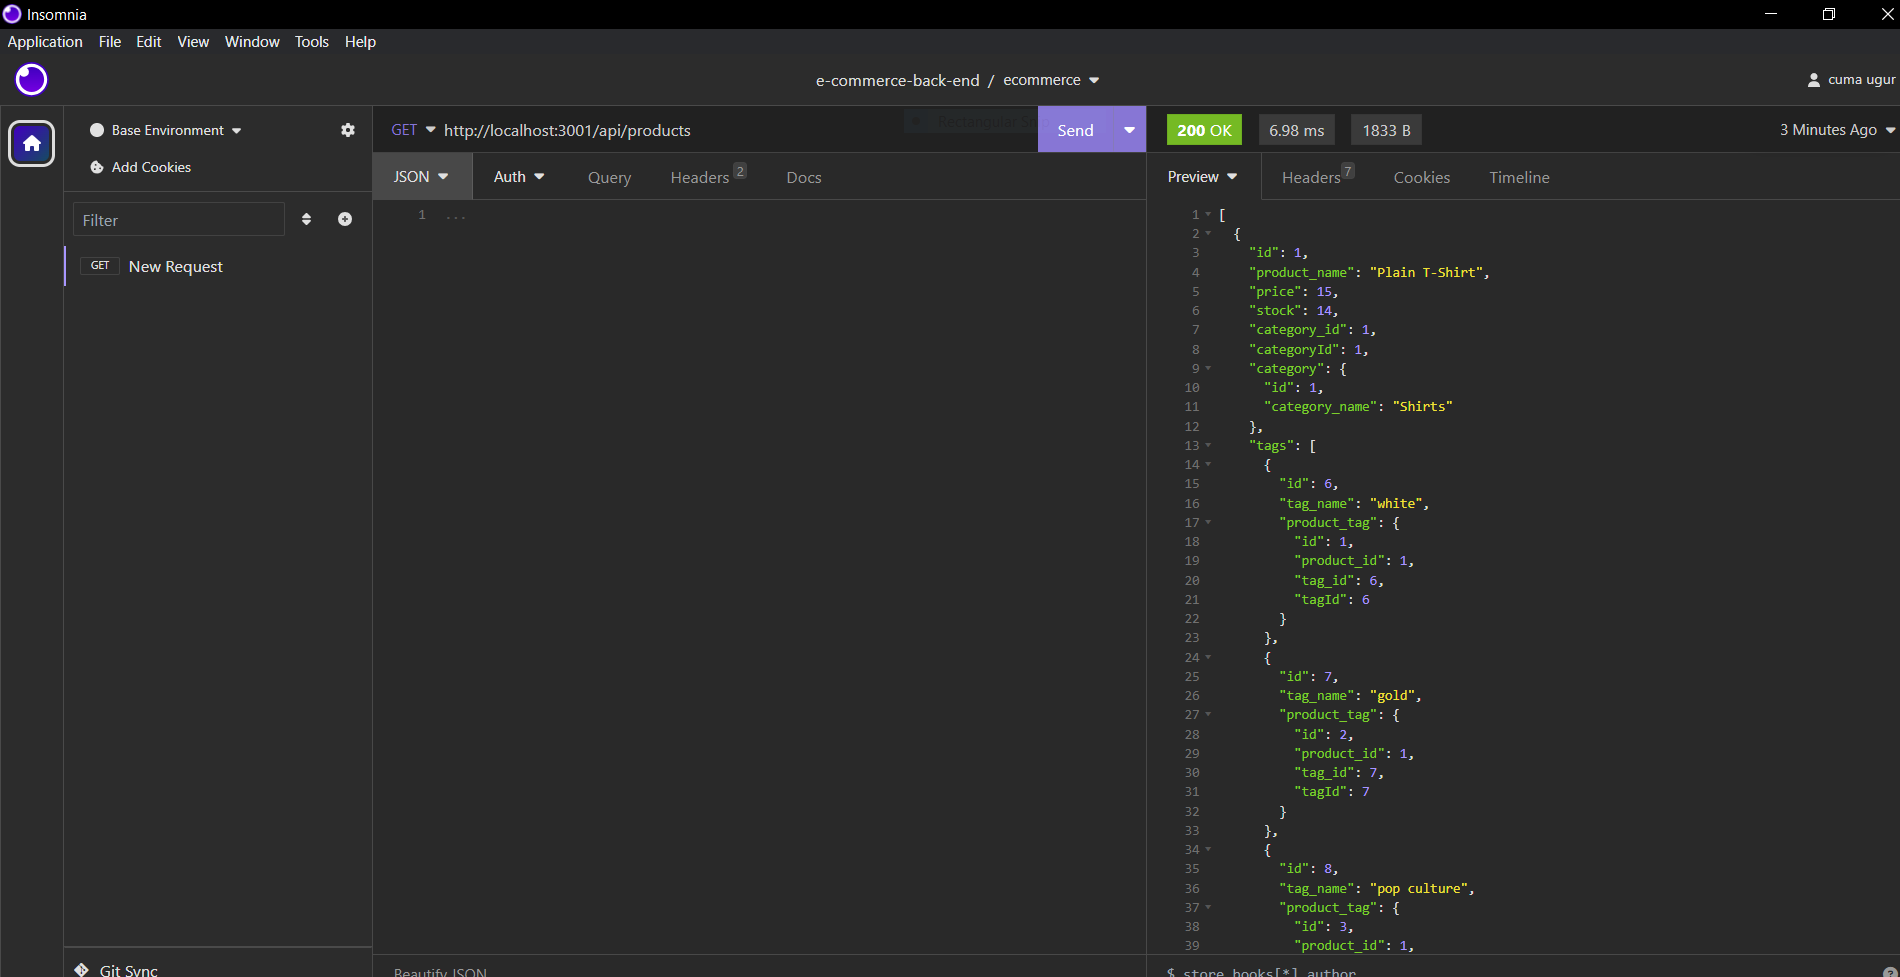 Insomnia
Application File Edit View Window Tools Help
e-commerce-back-end / ecommerce
cuma ugur
Base Environment
Add Cookies
Filter
GET New Request
Git Sync
GET http://localhost:3001/api/products
Send
JSON Auth Query Headers 2 Docs
1 ...
Beautify JSON
200 OK 6.98 ms 1833 B 3 Minutes Ago
Preview Headers 7 Cookies Timeline
1 [
2 {
3 "id": 1,
4 "product_name": "Plain T-Shirt",
5 "price": 15,
6 "stock": 14,
7 "category_id": 1,
8 "categoryId": 1,
9 "category": {
10 "id": 1,
11 "category_name": "Shirts"
12 },
13 "tags": [
14 {
15 "id": 6,
16 "tag_name": "white",
17 "product_tag": {
18 "id": 1,
19 "product_id": 1,
20 "tag_id": 6,
21 "tagId": 6
22 }
23 },
24 {
25 "id": 7,
26 "tag_name": "gold",
27 "product_tag": {
28 "id": 2,
29 "product_id": 1,
30 "tag_id": 7,
31 "tagId": 7
32 }
33 },
34 {
35 "id": 8,
36 "tag_name": "pop culture",
37 "product_tag": {
38 "id": 3,
39 "product_id": 1,
$ store books[*] author